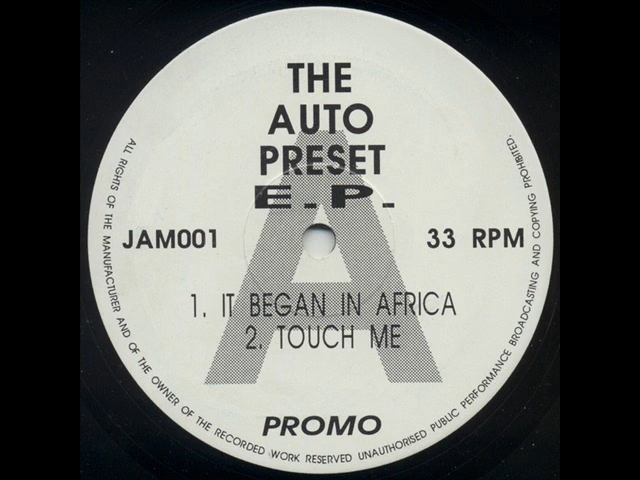 THE
AUTO
PRESET
E.P.
JAM001
33 RPM
1. IT BEGAN IN AFRICA
2. TOUCH ME
PROMO
ALL RIGHTS OF THE MANUFACTURER AND OF THE OWNER OF THE RECORDED WORK RESERVED UNAUTHORISED PUBLIC PERFORMANCE BROADCASTING AND COPYING PROHIBITED.
A